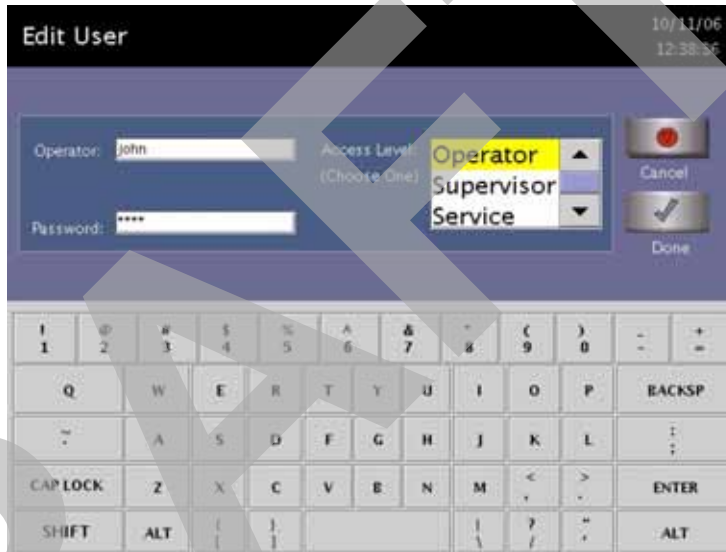 Edit User
10/11/06
12:38:56
Operator: john
Access Level:
(Choose One)
Operator
Supervisor
Service
Password: ****
Cancel
Done
! @ # $ % ^ & * ( ) - +
1 2 3 4 5 6 7 8 9 0 - =
Q W E R T Y U I O P BACKSP
~ A S D F G H J K L :
. ;
CAP LOCK Z X C V B N M < > ENTER
, .
SHIFT ALT { } | ? " ALT
[ ] \ / '